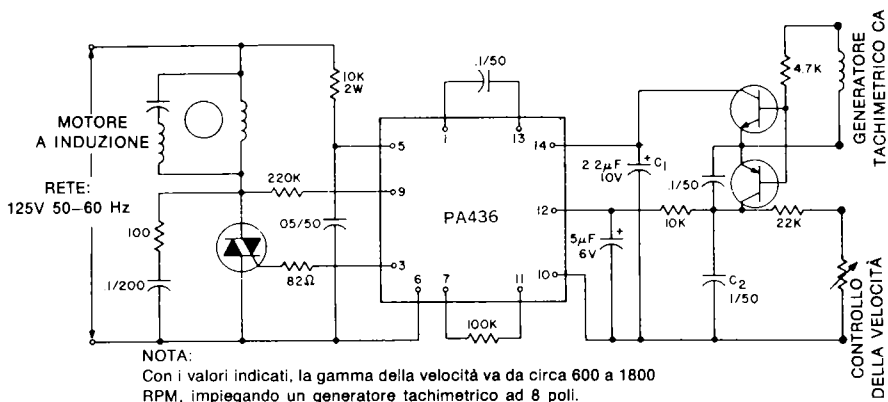 MOTORE
A INDUZIONE
RETE:
125V 50–60 Hz
10K
2W
.1/50
1
13
5
9
3
6
7
11
14
12
10
PA436
220K
100
.1/200
82Ω
05/50
100K
2 2µF
10V
C1
5µF
6V
.1/50
10K
22K
C2
1/50
4.7K
GENERATORE
TACHIMETRICO CA
CONTROLLO
DELLA VELOCITÀ
NOTA:
Con i valori indicati, la gamma della velocità va da circa 600 a 1800
RPM, impiegando un generatore tachimetrico ad 8 poli.